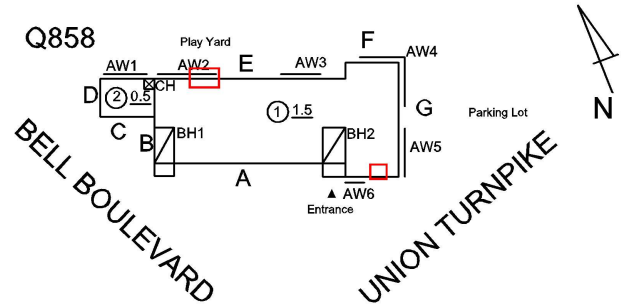 Q858
Play Yard
F
AW1
AW2
E
AW3
AW4
CH
D
2 0.5
1 1.5
G
Parking Lot
N
C
B
BH1
BH2
AW5
A
AW6
Entrance
BELL BOULEVARD
UNION TURNPIKE